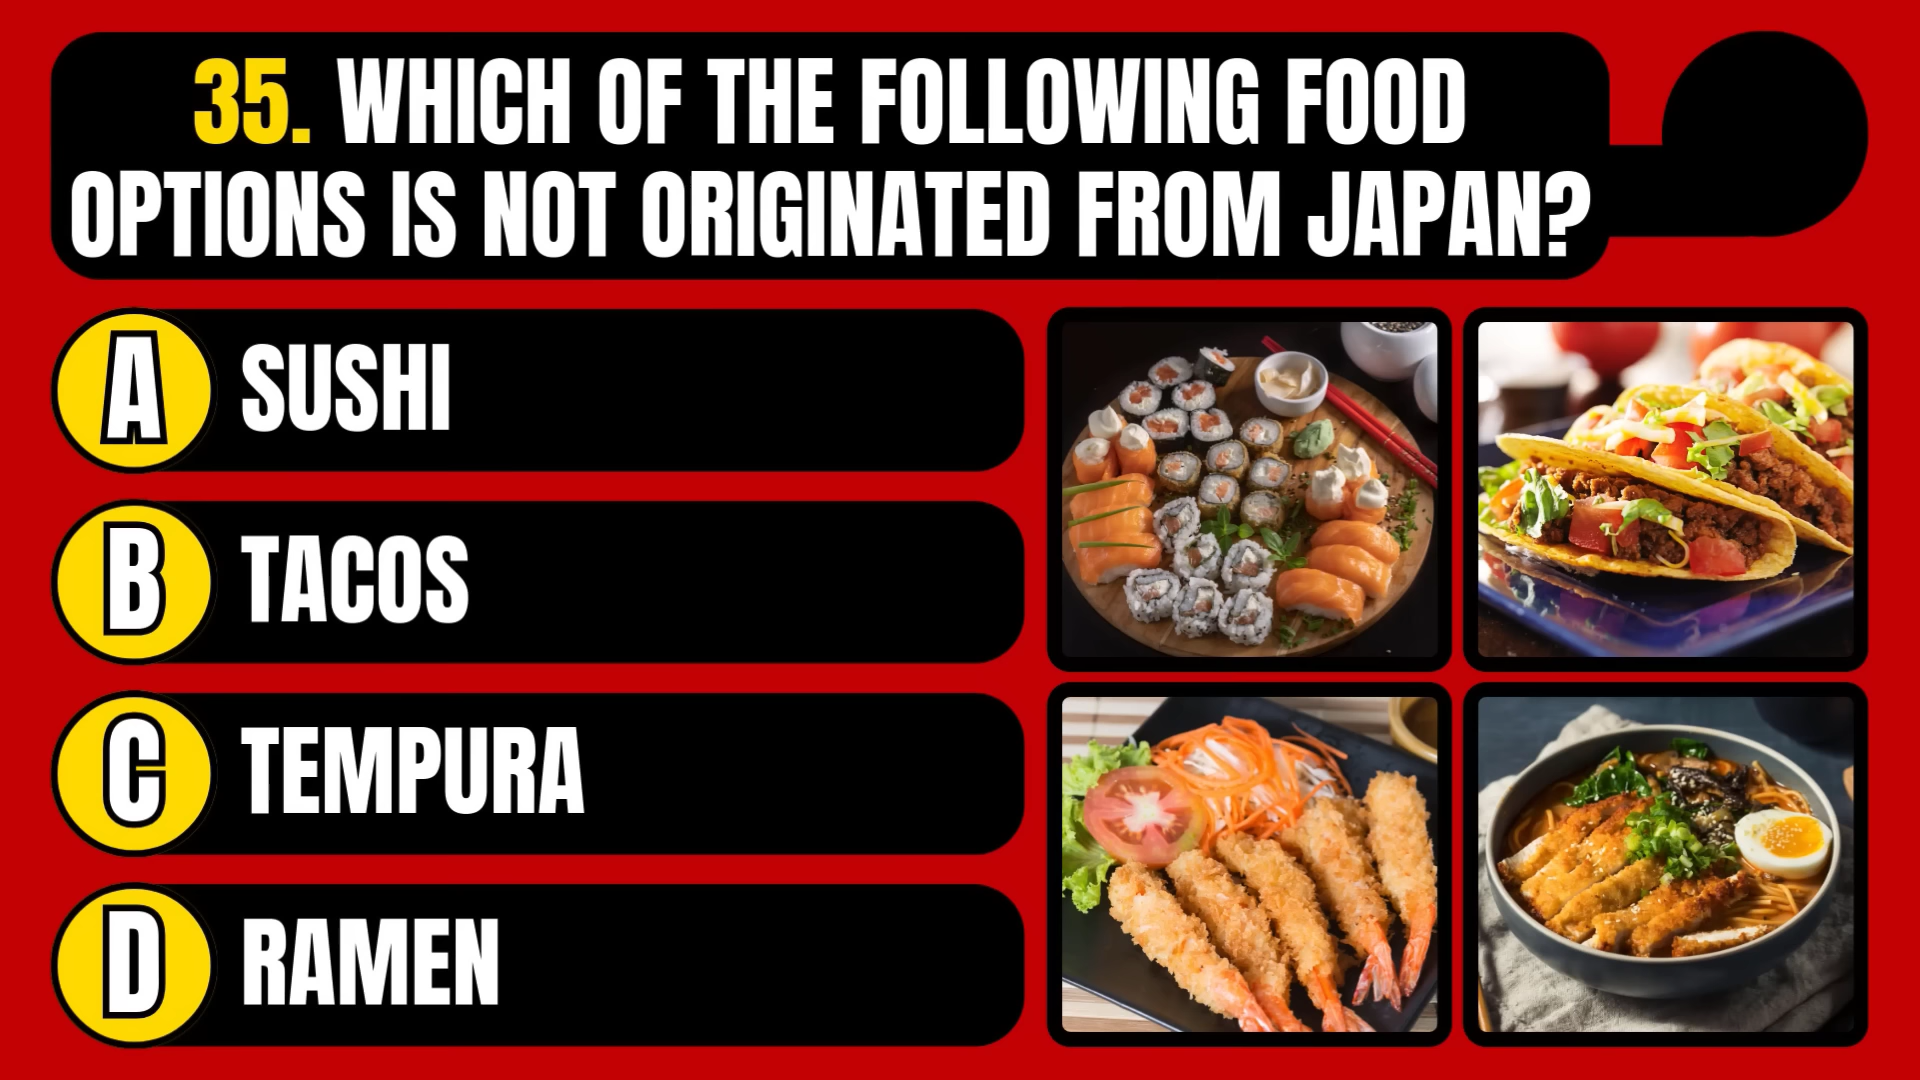 35. WHICH OF THE FOLLOWING FOOD
OPTIONS IS NOT ORIGINATED FROM JAPAN?
A SUSHI
B TACOS
C TEMPURA
D RAMEN